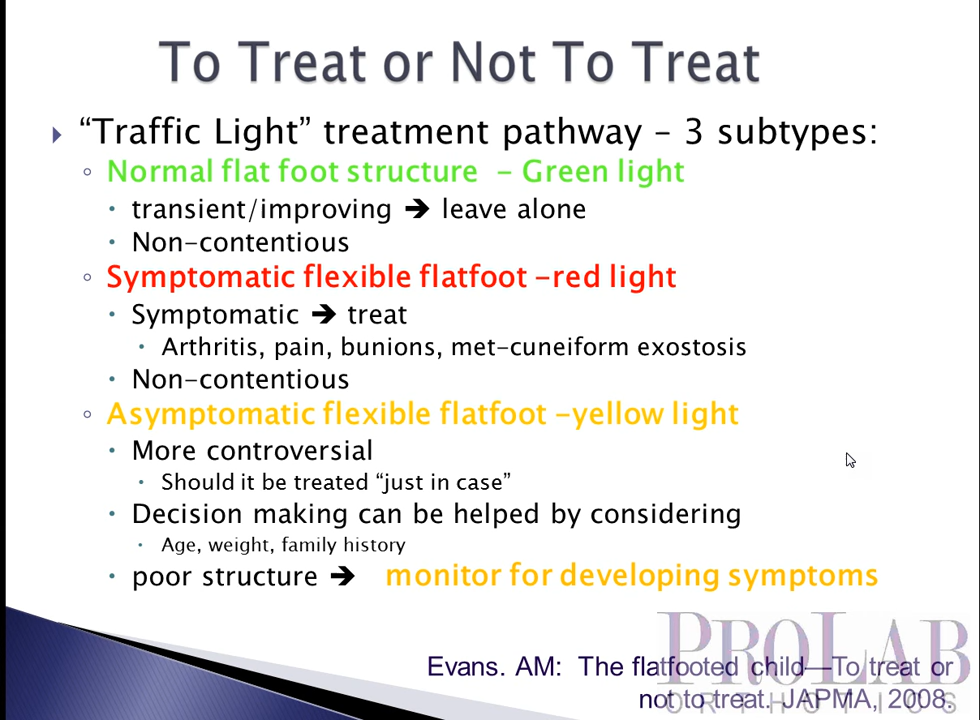 To Treat or Not To Treat
“Traffic Light” treatment pathway – 3 subtypes:
Normal flat foot structure – Green light
transient/improving ➔ leave alone
Non-contentious
Symptomatic flexible flatfoot –red light
Symptomatic ➔ treat
Arthritis, pain, bunions, met-cuneiform exostosis
Non-contentious
Asymptomatic flexible flatfoot –yellow light
More controversial
Should it be treated “just in case”
Decision making can be helped by considering
Age, weight, family history
poor structure ➔ monitor for developing symptoms
PROLAB
ORTHOTICS
Evans. AM: The flatfooted child—To treat or
not to treat. JAPMA, 2008.